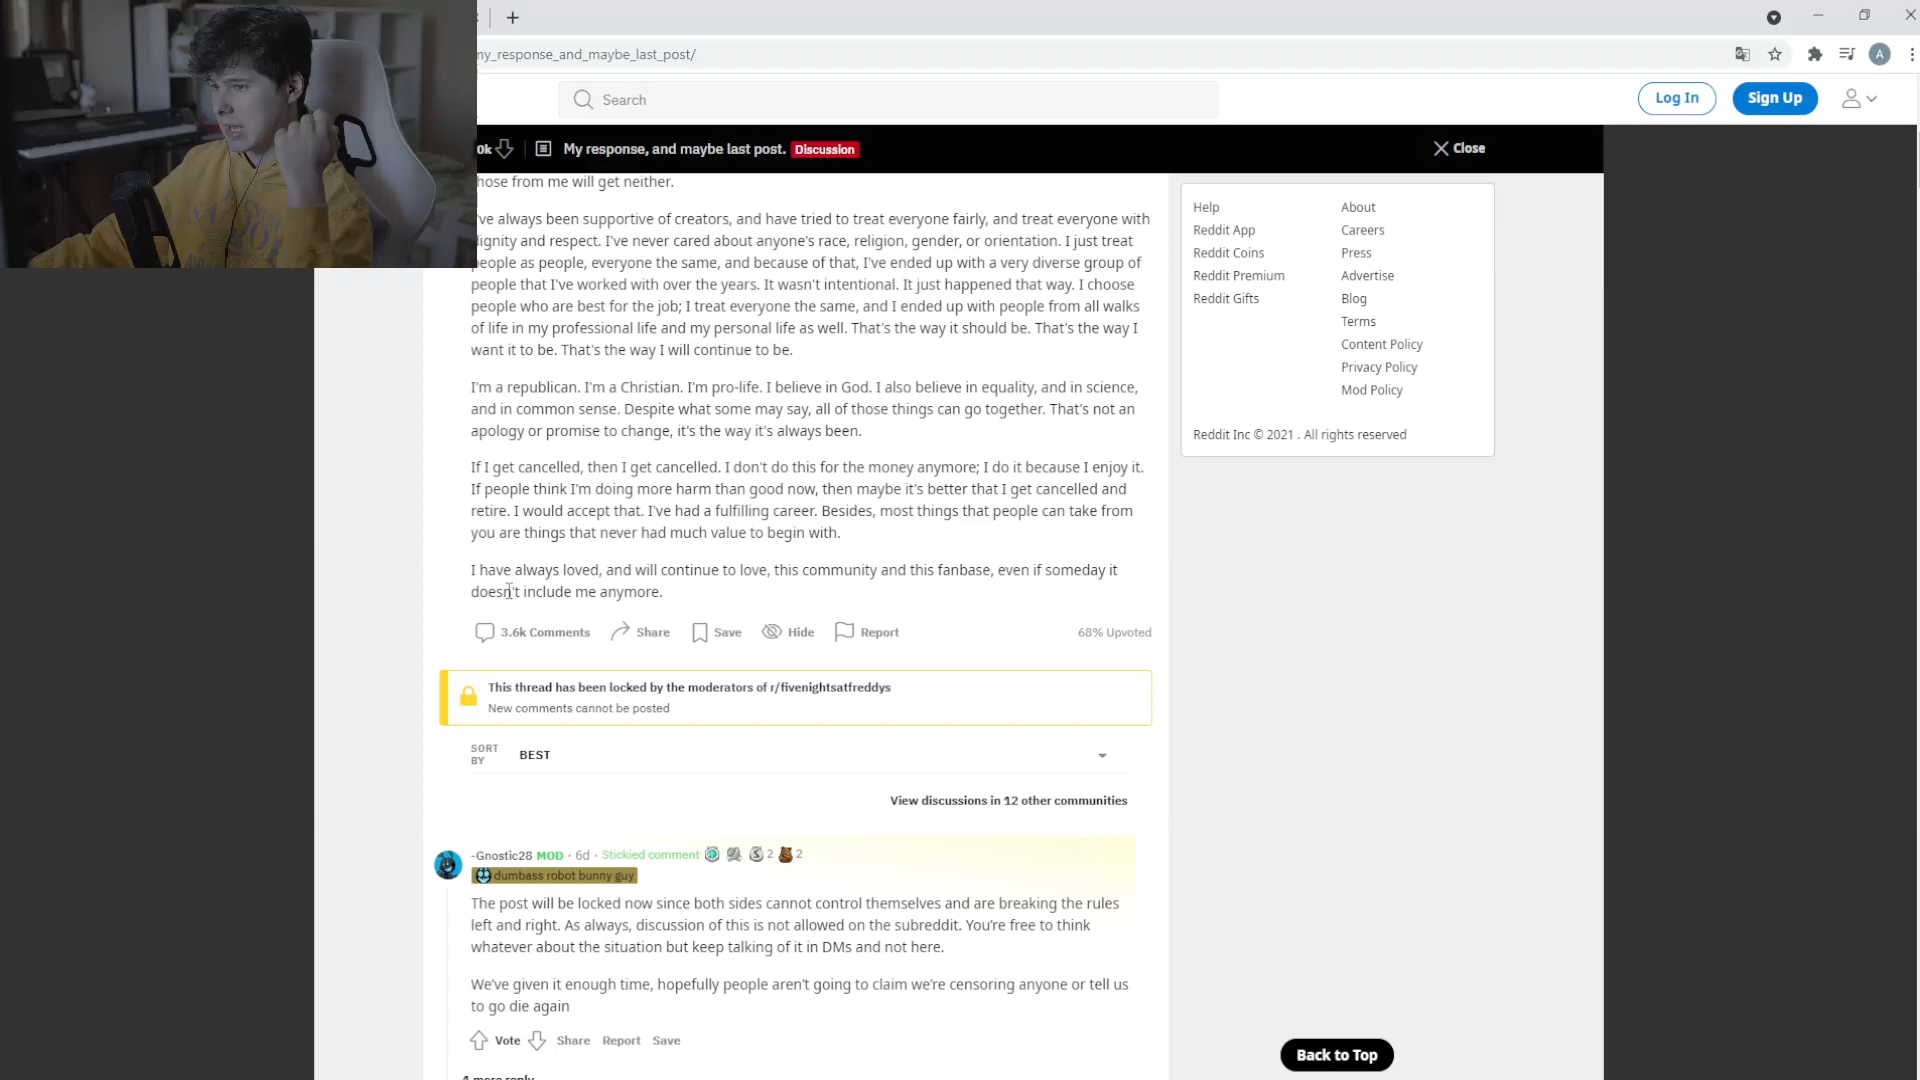 my_response_and_maybe_last_post/
A
Search
Log In
Sign Up
0k
My response, and maybe last post. Discussion
Close
hose from me will get neither.
've always been supportive of creators, and have tried to treat everyone fairly, and treat everyone with
dignity and respect. I've never cared about anyone's race, religion, gender, or orientation. I just treat
people as people, everyone the same, and because of that, I've ended up with a very diverse group of
people that I've worked with over the years. It wasn't intentional. It just happened that way. I choose
people who are best for the job; I treat everyone the same, and I ended up with people from all walks
of life in my professional life and my personal life as well. That's the way it should be. That's the way I
want it to be. That's the way I will continue to be.
I'm a republican. I'm a Christian. I'm pro-life. I believe in God. I also believe in equality, and in science,
and in common sense. Despite what some may say, all of those things can go together. That's not an
apology or promise to change, it's the way it's always been.
If I get cancelled, then I get cancelled. I don't do this for the money anymore; I do it because I enjoy it.
If people think I'm doing more harm than good now, then maybe it's better that I get cancelled and
retire. I would accept that. I've had a fulfilling career. Besides, most things that people can take from
you are things that never had much value to begin with.
I have always loved, and will continue to love, this community and this fanbase, even if someday it
doesn't include me anymore.
3.6k Comments Share Save Hide Report 68% Upvoted
This thread has been locked by the moderators of r/fivenightsatfreddys
New comments cannot be posted
SORT
BY
BEST
View discussions in 12 other communities
-Gnostic28 MOD · 6d · Stickied comment 2 2
dumbass robot bunny guy
The post will be locked now since both sides cannot control themselves and are breaking the rules
left and right. As always, discussion of this is not allowed on the subreddit. You're free to think
whatever about the situation but keep talking of it in DMs and not here.
We've given it enough time, hopefully people aren't going to claim we're censoring anyone or tell us
to go die again
Vote Share Report Save
Help
Reddit App
Reddit Coins
Reddit Premium
Reddit Gifts
About
Careers
Press
Advertise
Blog
Terms
Content Policy
Privacy Policy
Mod Policy
Reddit Inc © 2021 . All rights reserved
Back to Top